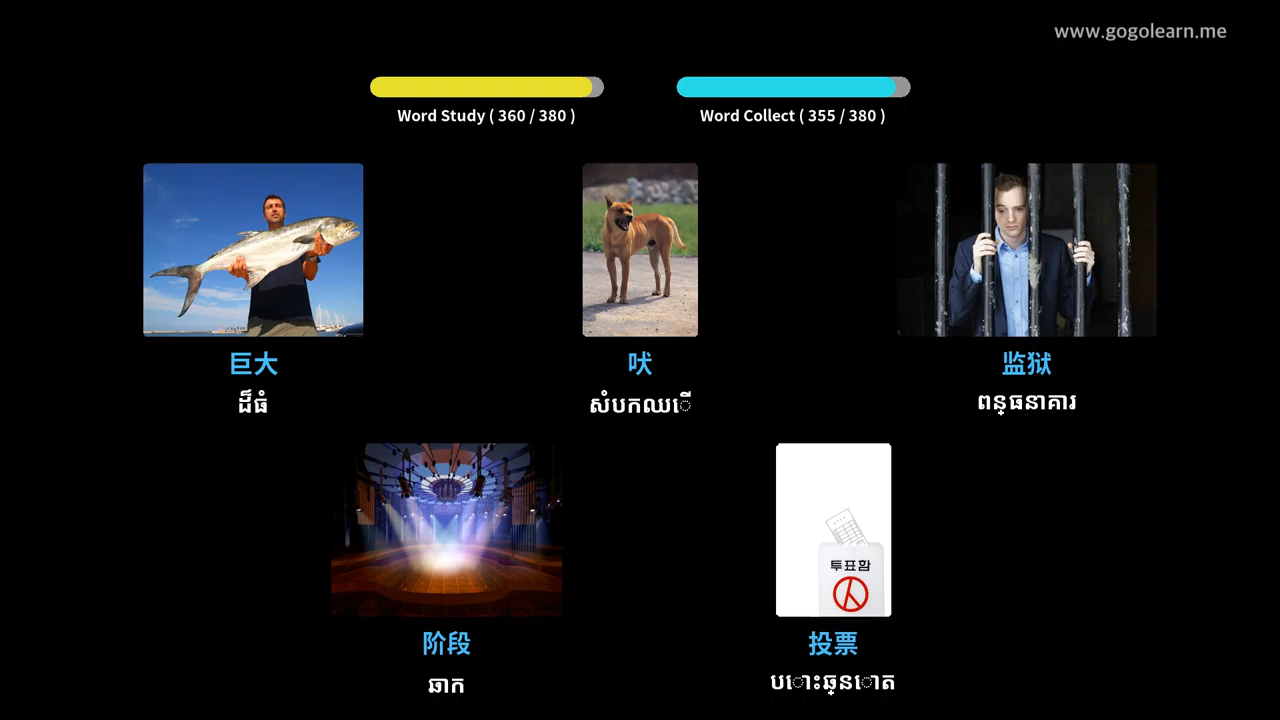 www.gogolearn.me
Word Study ( 360 / 380 )
Word Collect ( 355 / 380 )
巨大
吠
监狱
ដ៏ធំ
សំបកឈើ
ពន្ធនាគារ
阶段
投票
ឆាក
បោះឆ្នោត
투표함